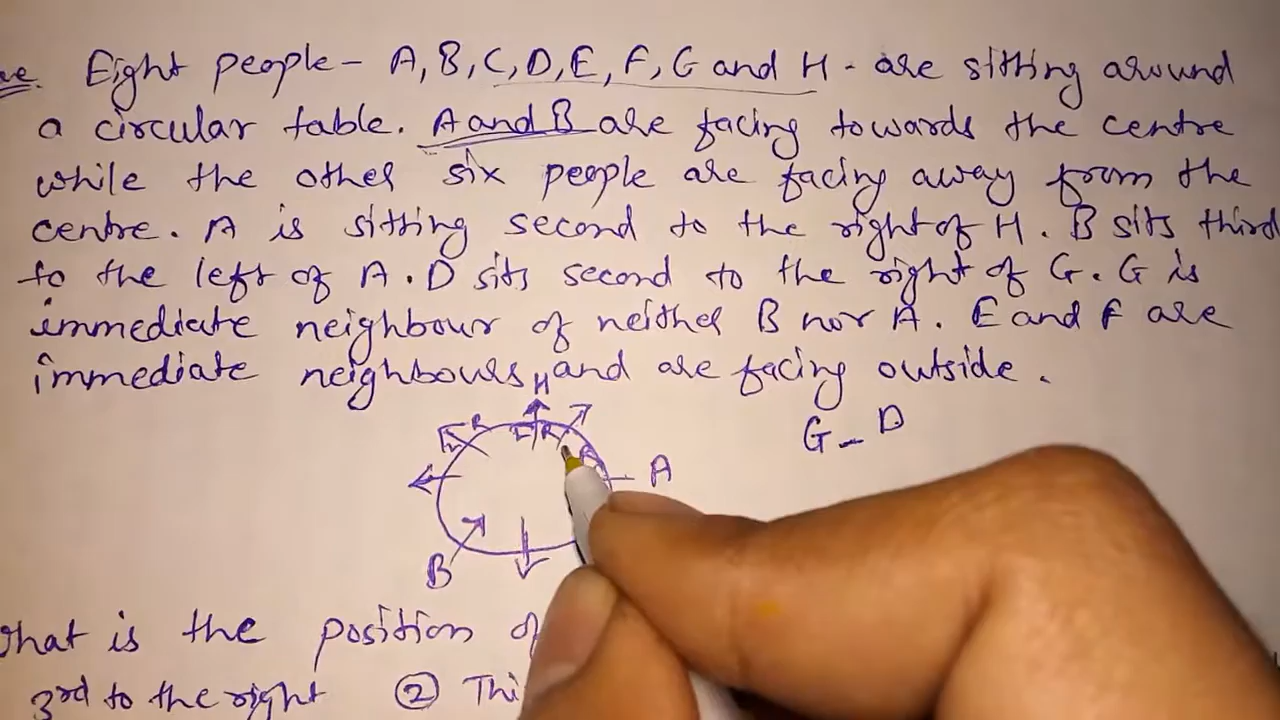 Eight people - A, B, C, D, E, F, G and H - are sitting around
a circular table. A and B are facing towards the centre
while the other six people are facing away from the
centre. A is sitting second to the right of H. B sits third
to the left of A. D sits second to the right of G. G is
immediate neighbour of neither B nor A. E and F are
immediate neighbours, and are facing outside.
H
G - D
A
B
What is the position of
3rd to the right ②